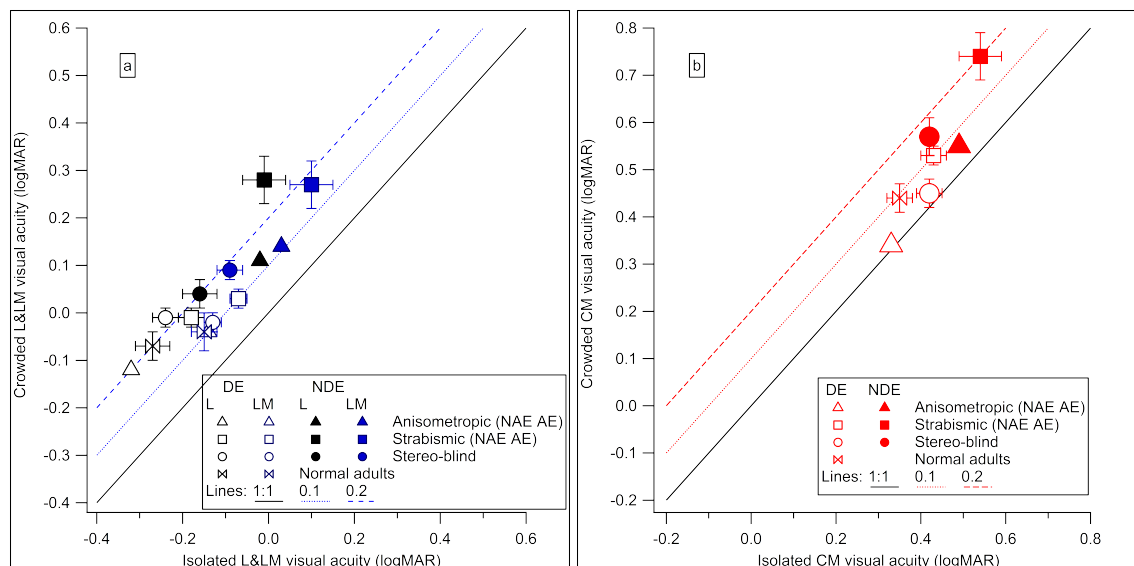 a
Crowded L&LM visual acuity (logMAR)
0.6
0.5
0.4
0.3
0.2
0.1
0.0
-0.1
-0.2
-0.3
-0.4
-0.4 -0.2 0.0 0.2 0.4 0.6
Isolated L&LM visual acuity (logMAR)
DE NDE
L LM L LM
Anisometropic (NAE AE)
Strabismic (NAE AE)
Stereo-blind
Normal adults
Lines: 1:1 0.1 0.2
b
Crowded CM visual acuity (logMAR)
0.8
0.7
0.6
0.5
0.4
0.3
0.2
0.1
0.0
-0.1
-0.2
-0.2 0.0 0.2 0.4 0.6 0.8
Isolated CM visual acuity (logMAR)
DE NDE
Anisometropic (NAE AE)
Strabismic (NAE AE)
Stereo-blind
Normal adults
Lines: 1:1 0.1 0.2